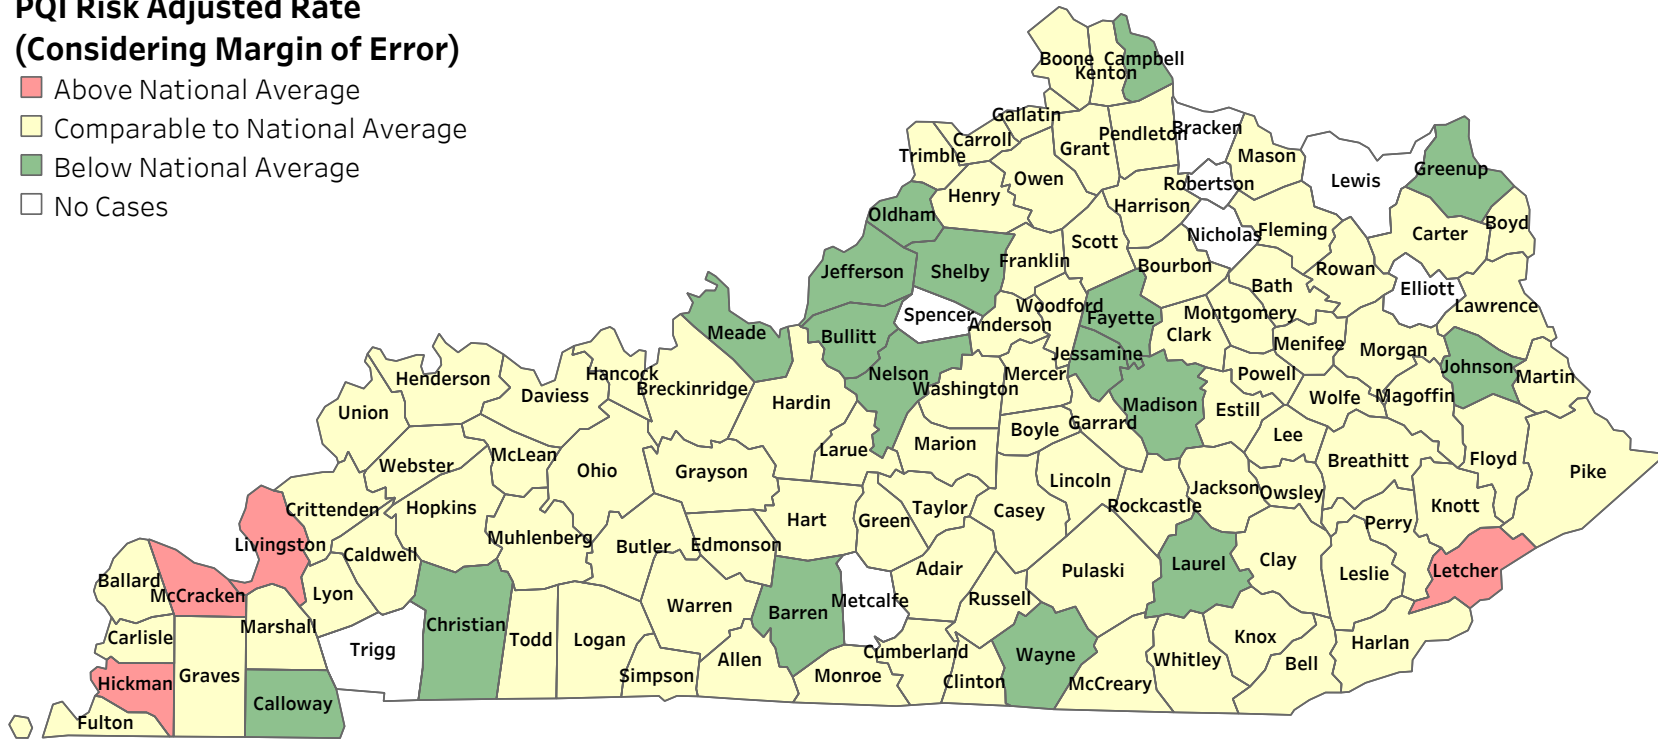 PQI Risk Adjusted Rate
(Considering Margin of Error)
Above National Average
Comparable to National Average
Below National Average
No Cases
Boone
Campbell
Kenton
Gallatin
Carroll
Trimble
Grant
Pendleton
Bracken
Mason
Lewis
Greenup
Owen
Henry
Robertson
Harrison
Oldham
Nicholas
Fleming
Boyd
Carter
Scott
Franklin
Jefferson
Shelby
Bourbon
Rowan
Bath
Elliott
Lawrence
Spencer
Woodford
Anderson
Fayette
Montgomery
Clark
Meade
Bullitt
Menifee
Morgan
Jessamine
Johnson
Martin
Hancock
Breckinridge
Nelson
Washington
Mercer
Powell
Henderson
Daviess
Union
Hardin
Madison
Estill
Wolfe
Magoffin
Garrard
Boyle
Lee
Larue
Marion
McLean
Webster
Ohio
Grayson
Breathitt
Floyd
Pike
Lincoln
Jackson
Owsley
Knott
Rockcastle
Crittenden
Hopkins
Hart
Green
Taylor
Casey
Perry
Livingston
Muhlenberg
Butler
Edmonson
Caldwell
Adair
Pulaski
Laurel
Clay
Leslie
Letcher
Ballard
McCracken
Lyon
Warren
Barren
Metcalfe
Russell
Carlisle
Marshall
Christian
Todd
Logan
Knox
Harlan
Trigg
Cumberland
Wayne
Whitley
Bell
Allen
Simpson
Monroe
Clinton
McCreary
Hickman
Graves
Calloway
Fulton